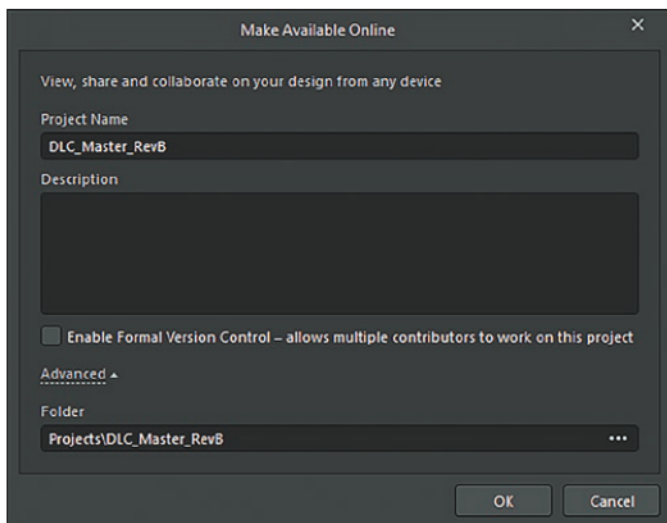 Make Available Online
View, share and collaborate on your design from any device
Project Name
DLC_Master_RevB
Description
Enable Formal Version Control – allows multiple contributors to work on this project
Advanced
Folder
Projects\DLC_Master_RevB
OK Cancel